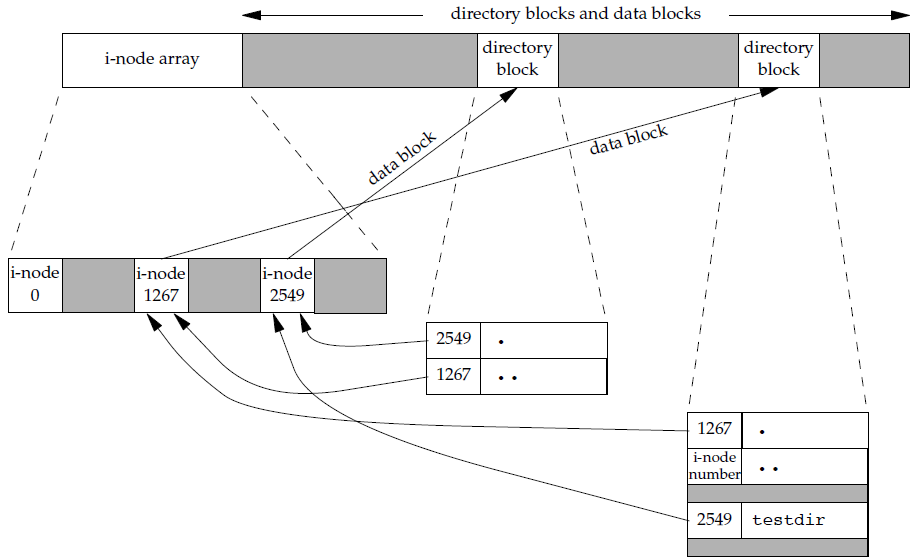 directory blocks and data blocks
i-node array
directory
block
directory
block
data block
data block
i-node
0
i-node
1267
i-node
2549
2549 .
1267 . .
1267 .
i-node
number . .
2549 testdir